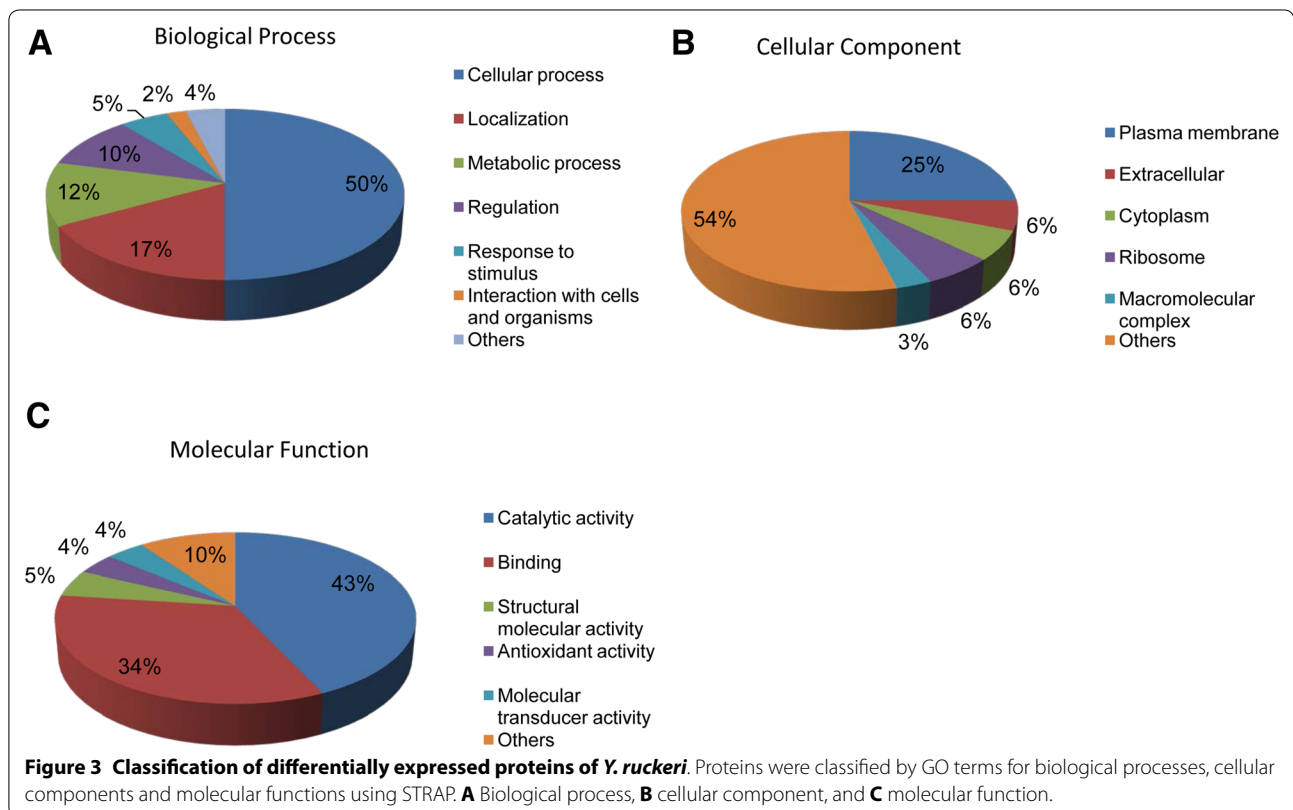 A
Biological Process
5%
2%
4%
10%
12%
17%
50%
Cellular process
Localization
Metabolic process
Regulation
Response to
stimulus
Interaction with cells
and organisms
Others
B
Cellular Component
25%
54%
6%
6%
6%
3%
Plasma membrane
Extracellular
Cytoplasm
Ribosome
Macromolecular
complex
Others
C
Molecular Function
4%
4%
5%
10%
43%
34%
Catalytic activity
Binding
Structural
molecular activity
Antioxidant activity
Molecular
transducer activity
Others
Figure 3 Classification of differentially expressed proteins of Y. ruckeri. Proteins were classified by GO terms for biological processes, cellular
components and molecular functions using STRAP. A Biological process, B cellular component, and C molecular function.